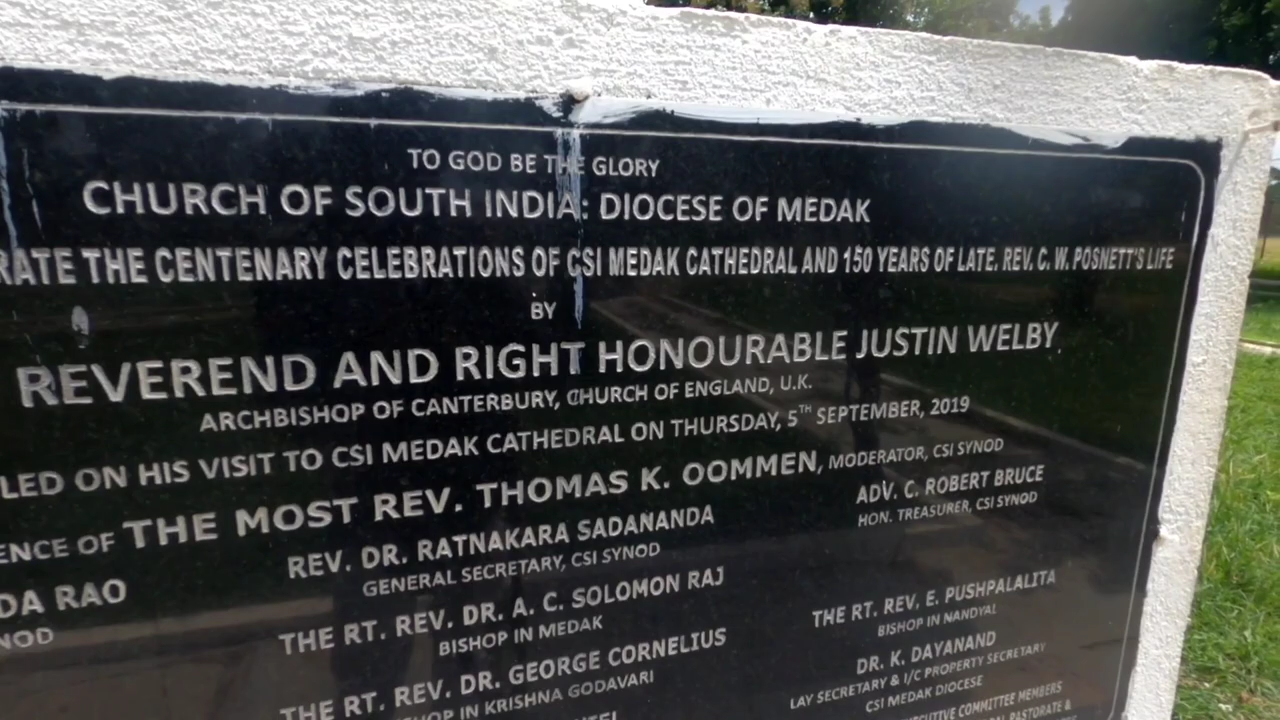 TO GOD BE THE GLORY
CHURCH OF SOUTH INDIA: DIOCESE OF MEDAK
RATE THE CENTENARY CELEBRATIONS OF CSI MEDAK CATHEDRAL AND 150 YEARS OF LATE. REV. C. W. POSNETT'S LIFE
BY
REVEREND AND RIGHT HONOURABLE JUSTIN WELBY
ARCHBISHOP OF CANTERBURY, CHURCH OF ENGLAND, U.K.
LED ON HIS VISIT TO CSI MEDAK CATHEDRAL ON THURSDAY, 5TH SEPTEMBER, 2019
ENCE OF THE MOST REV. THOMAS K. OOMMEN, MODERATOR, CSI SYNOD
DA RAO
NOD
REV. DR. RATNAKARA SADANANDA
GENERAL SECRETARY, CSI SYNOD
ADV. C. ROBERT BRUCE
HON. TREASURER, CSI SYNOD
THE RT. REV. DR. A. C. SOLOMON RAJ
BISHOP IN MEDAK
THE RT. REV. E. PUSHPALALITA
BISHOP IN NANDYAL
THE RT. REV. DR. GEORGE CORNELIUS
SHOP IN KRISHNA GODAVARI
DR. K. DAYANAND
LAY SECRETARY & I/C PROPERTY SECRETARY
CSI MEDAK DIOCESE
EXECUTIVE COMMITTEE MEMBERS
PASTORATE &